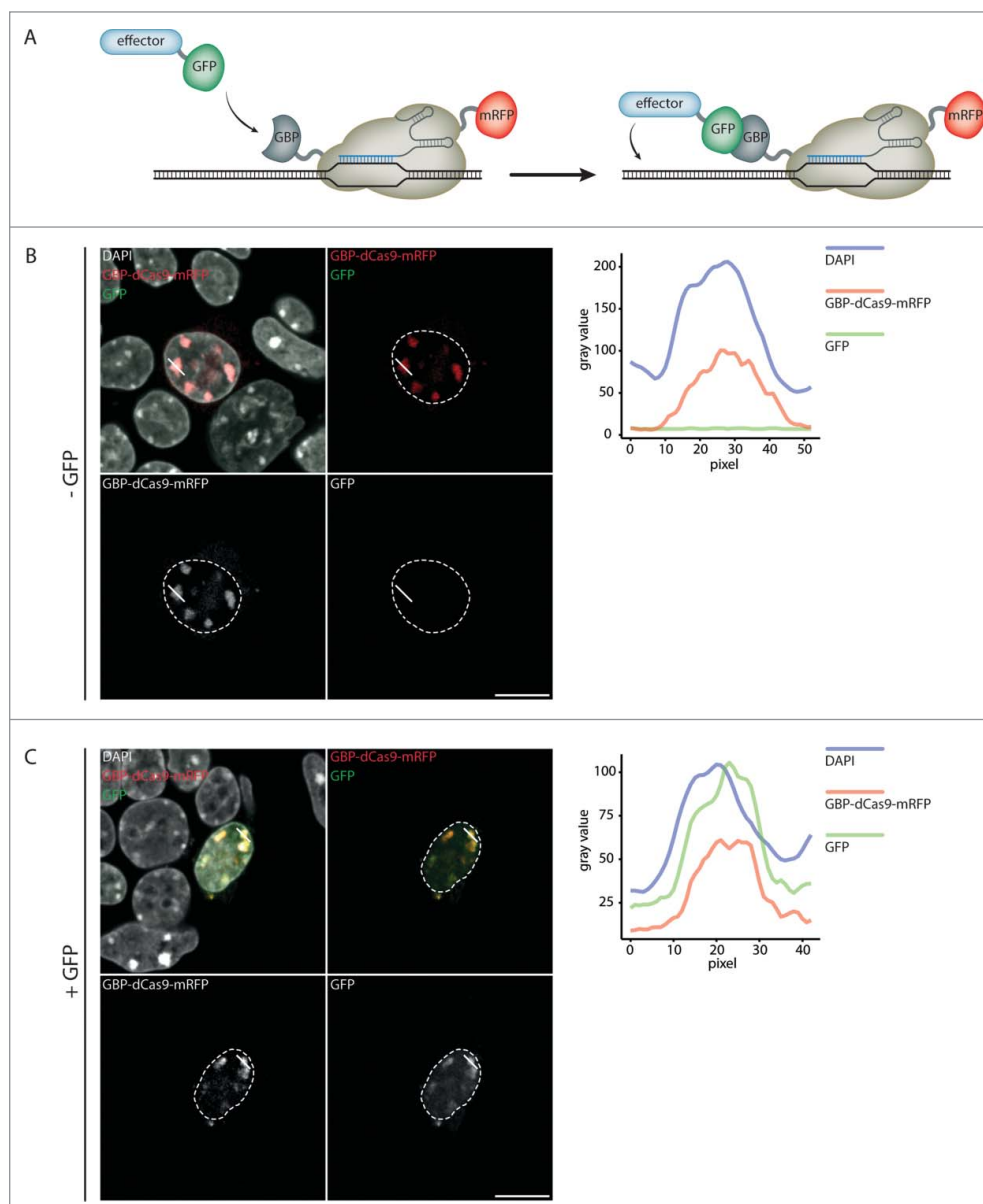 A
effector
GFP
GBP
mRFP
effector
GFP
GBP
mRFP
B
- GFP
DAPI
GBP-dCas9-mRFP
GFP
GBP-dCas9-mRFP
GFP
GBP-dCas9-mRFP
GFP
gray value
200
150
100
50
0
0 10 20 30 40 50
pixel
DAPI
GBP-dCas9-mRFP
GFP
C
+ GFP
DAPI
GBP-dCas9-mRFP
GFP
GBP-dCas9-mRFP
GFP
GBP-dCas9-mRFP
GFP
gray value
100
75
50
25
0 10 20 30 40
pixel
DAPI
GBP-dCas9-mRFP
GFP